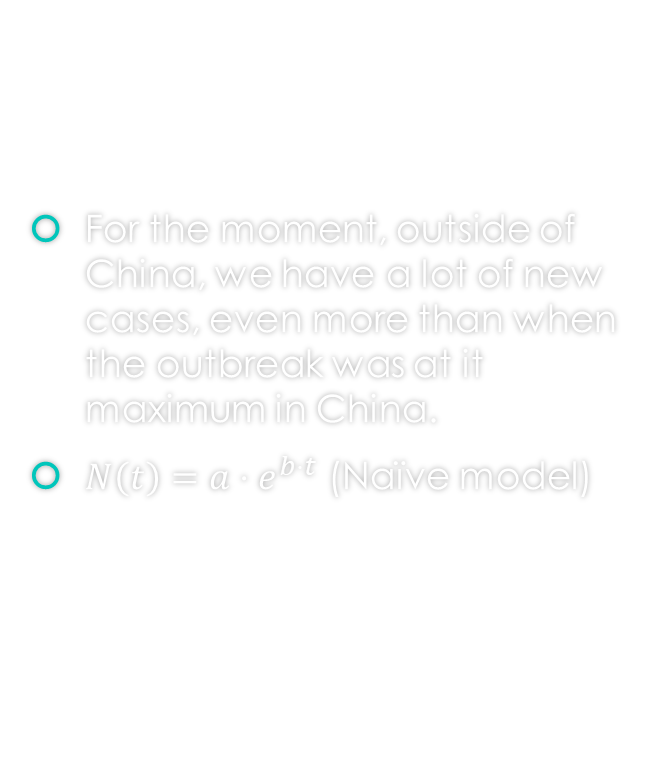 For the moment, outside of
China, we have a lot of new
cases, even more than when
the outbreak was at it
maximum in China.
N(t) = a · e^{b·t} (Naïve model)